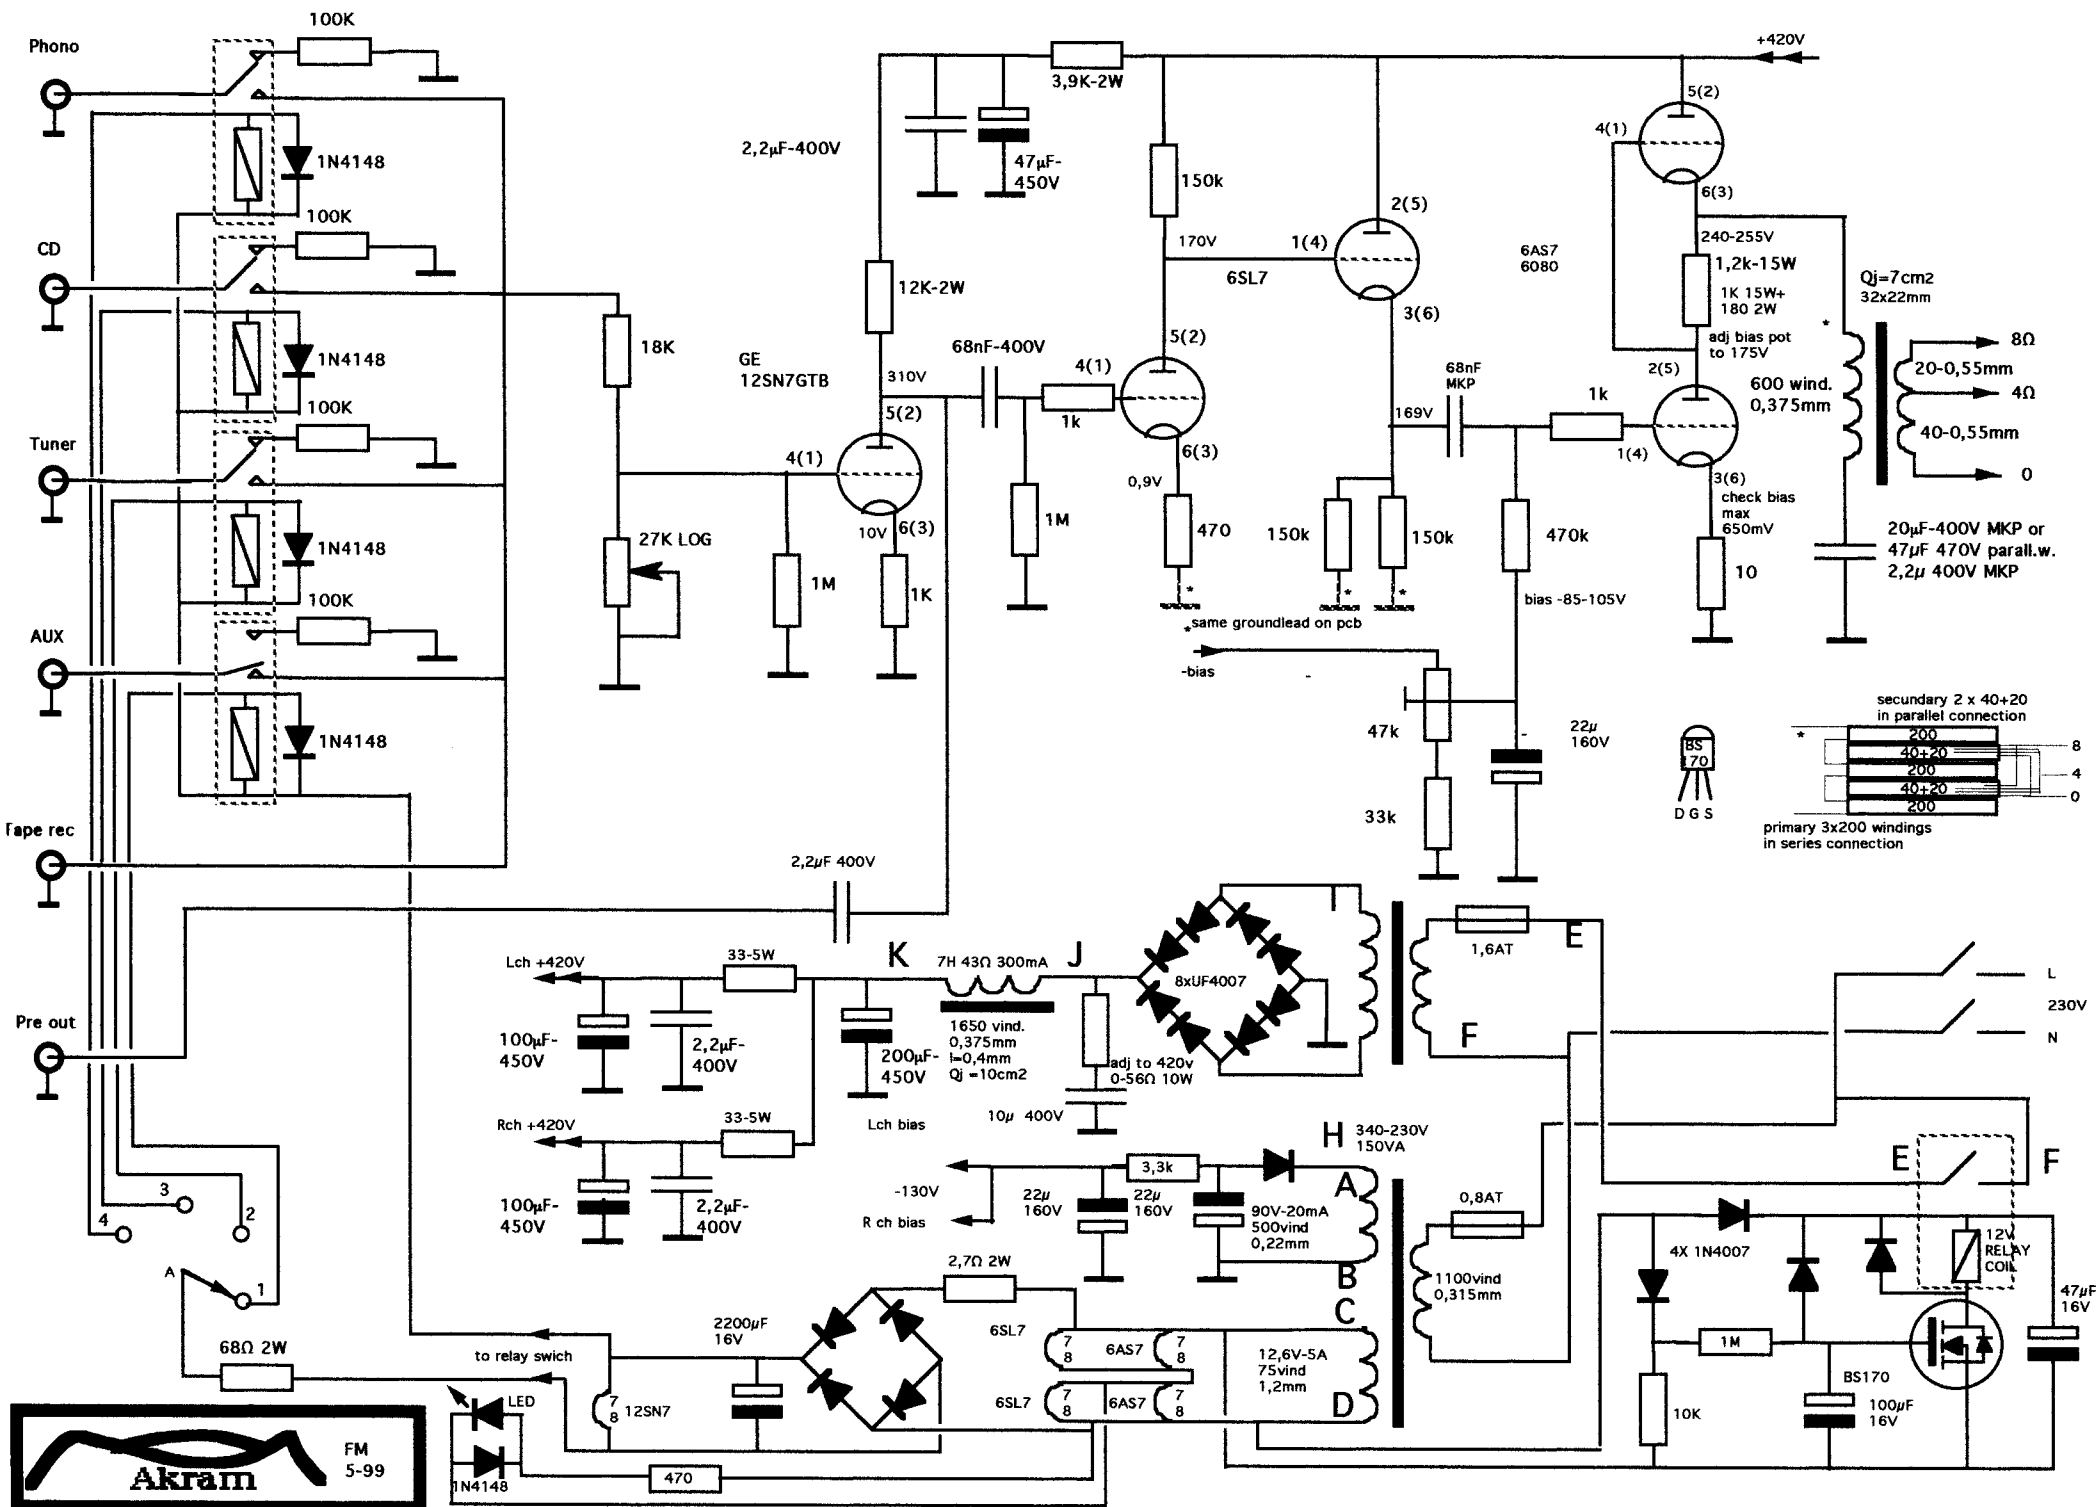 Phono
100K
1N4148
100K
CD
1N4148
100K
Tuner
1N4148
100K
AUX
1N4148
Tape rec
Pre out
18K
27K LOG
1M
GE
12SN7GTB
4(1)
10V
6(3)
1K
5(2)
310V
12K-2W
2,2µF-400V
47µF-
450V
3,9K-2W
68nF-400V
1M
1k
4(1)
5(2)
6(3)
0,9V
470
150k
170V
6SL7
1(4)
2(5)
3(6)
169V
150k
150k
same groundlead on pcb
*
*
*
*
-bias
-
68nF
MKP
1k
470k
bias -85-105V
47k
33k
22µ
160V
-
+420V
5(2)
4(1)
6(3)
240-255V
6AS7
6080
1,2k-15W
1K 15W+
180 2W
adj bias pot
to 175V
2(5)
1(4)
3(6)
check bias
max
650mV
10
Qj=7cm2
32x22mm
*
600 wind.
0,375mm
8Ω
20-0,55mm
4Ω
40-0,55mm
0
20µF-400V MKP or
47µF 470V parall.w.
2,2µ 400V MKP
BS
170
D G S
secundary 2 x 40+20
in parallel connection
*
200
40+20
200
40+20
200
8
4
0
primary 3x200 windings
in series connection
2,2µF 400V
Lch +420V
33-5W
K
7H 43Ω 300mA
J
I
8xUF4007
1,6AT
E
F
L
230V
N
100µF-
450V
2,2µF-
400V
200µF-
450V
1650 vind.
0,375mm
l=0,4mm
Qj =10cm2
adj to 420v
0-56Ω 10W
10µ 400V
Rch +420V
33-5W
Lch bias
100µF-
450V
2,2µF-
400V
-130V
R ch bias
3,3k
22µ
160V
22µ
160V
90V-20mA
500vind
0,22mm
H
340-230V
150VA
A
B
C
D
0,8AT
1100vind
0,315mm
12,6V-5A
75vind
1,2mm
E
F
4X 1N4007
12V
RELAY
COIL
47µF
16V
1M
BS170
100µF
16V
10K
4
3
2
1
A
68Ω 2W
to relay swich
2200µF
16V
2,7Ω 2W
6SL7
7
8
6AS7
7
8
6SL7
7
8
6AS7
7
8
7
8
12SN7
LED
1N4148
470
Akram
FM
5-99